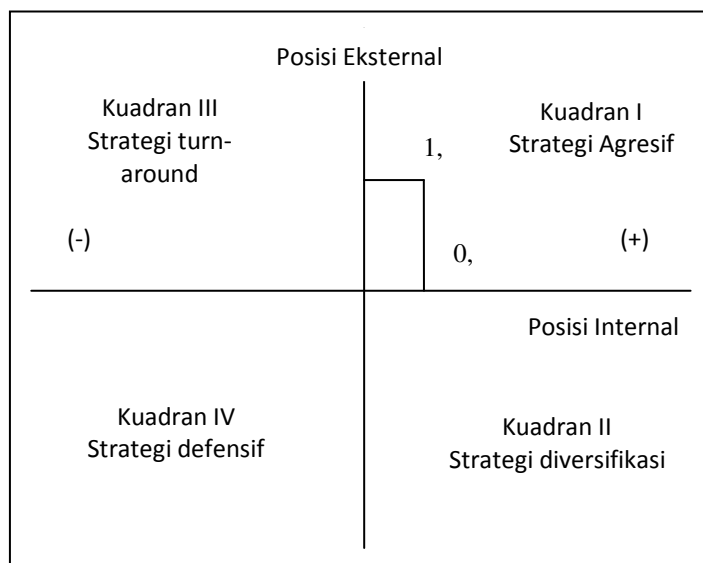 Posisi Eksternal
Kuadran III
Strategi turn-
around
Kuadran I
Strategi Agresif
1,
(-)
0,
(+)
Posisi Internal
Kuadran IV
Strategi defensif
Kuadran II
Strategi diversifikasi